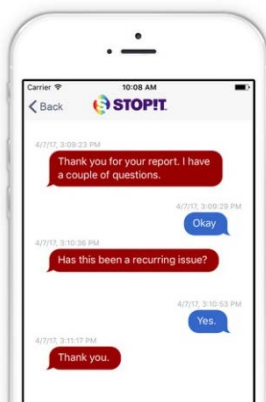 Carrier 10:08 AM
Back STOP!T
4/7/17, 3:09:23 PM
Thank you for your report. I have
a couple of questions.
4/7/17, 3:09:29 PM
Okay
4/7/17, 3:10:36 PM
Has this been a recurring issue?
4/7/17, 3:10:53 PM
Yes.
4/7/17, 3:11:17 PM
Thank you.